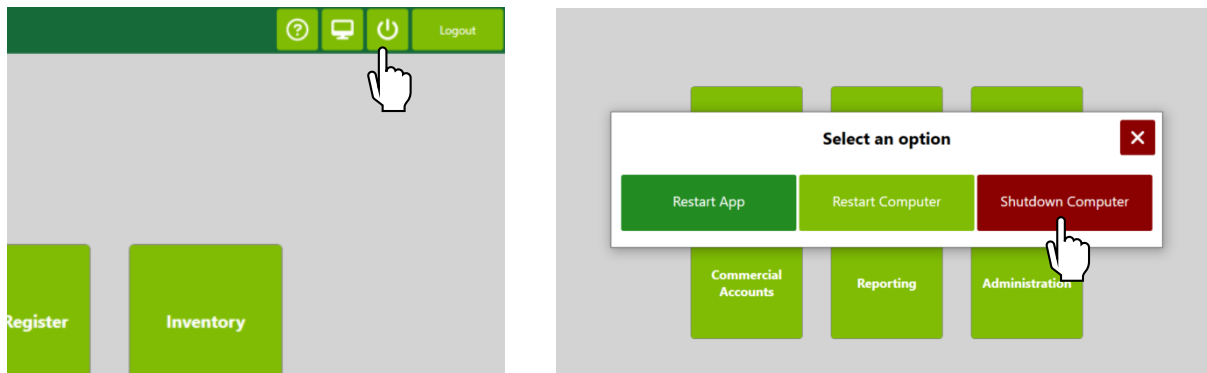 Logout
Register
Inventory
Select an option
Restart App
Restart Computer
Shutdown Computer
Commercial
Accounts
Reporting
Administration